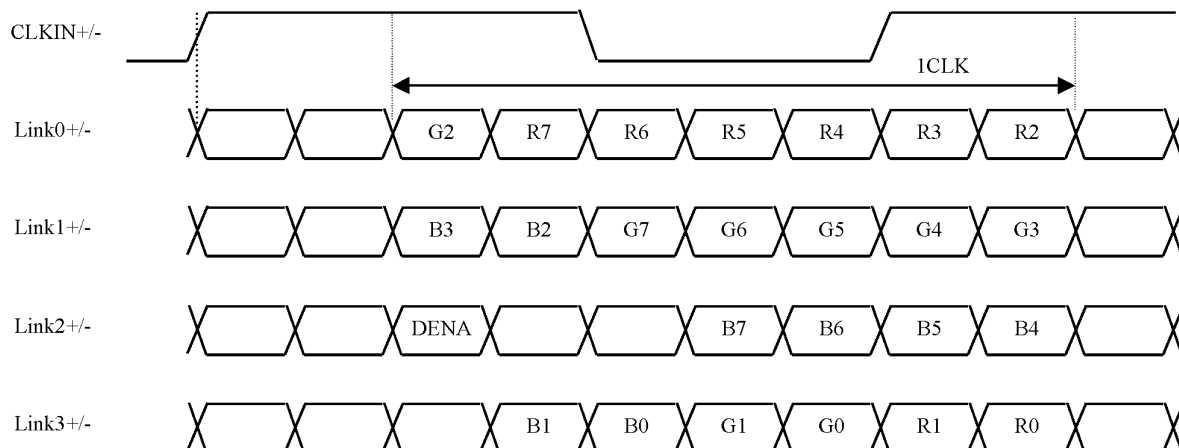 CLKIN+/-
1CLK
Link0+/- G2 R7 R6 R5 R4 R3 R2
Link1+/- B3 B2 G7 G6 G5 G4 G3
Link2+/- DENA B7 B6 B5 B4
Link3+/- B1 B0 G1 G0 R1 R0